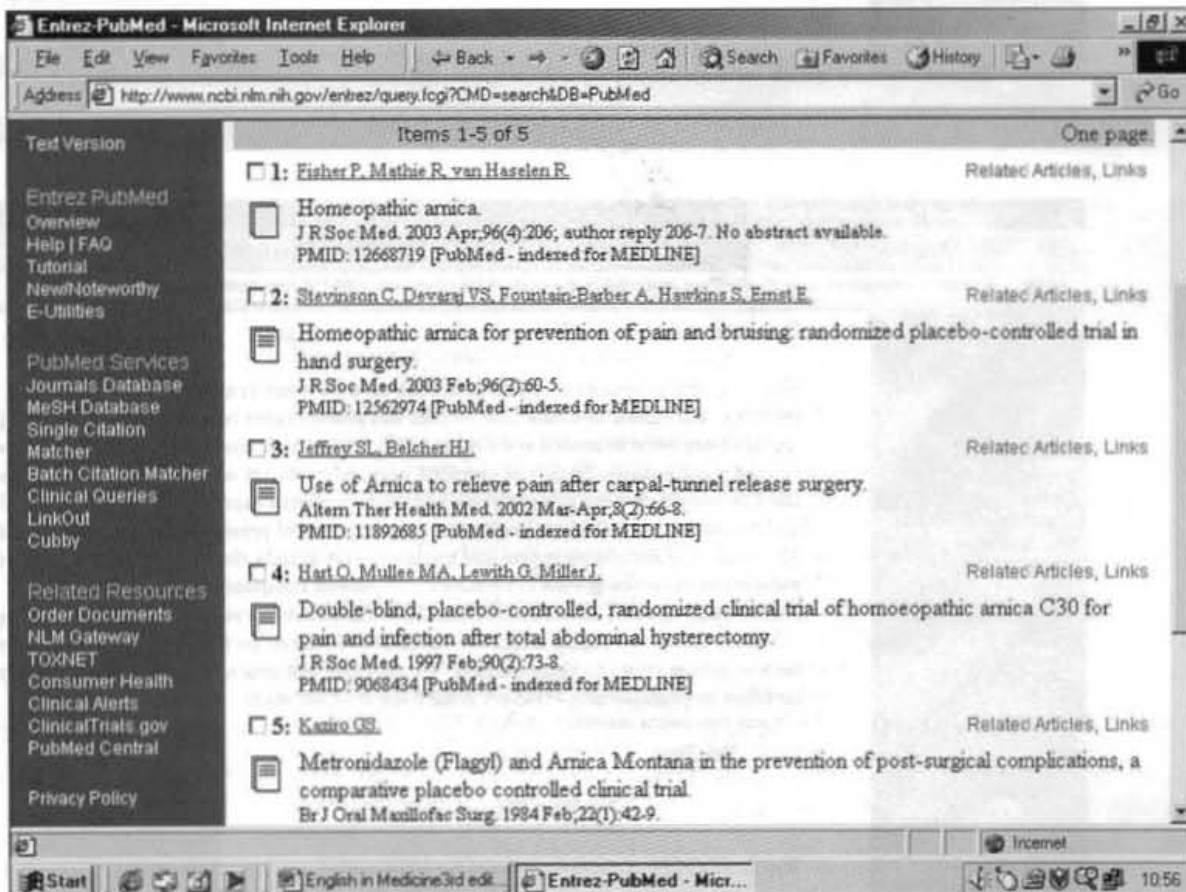 Entrez-PubMed - Microsoft Internet Explorer
File Edit View Favorites Tools Help Back Search Favorites History »
Address http://www.ncbi.nlm.nih.gov/entrez/query.fcgi?CMD=search&DB=PubMed Go
Text Version
Entrez PubMed
Overview
Help | FAQ
Tutorial
New/Noteworthy
E-Utilities
PubMed Services
Journals Database
MeSH Database
Single Citation
Matcher
Batch Citation Matcher
Clinical Queries
LinkOut
Cubby
Related Resources
Order Documents
NLM Gateway
TOXNET
Consumer Health
Clinical Alerts
ClinicalTrials.gov
PubMed Central
Privacy Policy
Items 1-5 of 5 One page.
1: Fisher P, Mathie R, van Haselen R. Related Articles, Links
Homeopathic arnica.
J R Soc Med. 2003 Apr;96(4):206; author reply 206-7. No abstract available.
PMID: 12668719 [PubMed - indexed for MEDLINE]
2: Stevinson C, Devaraj VS, Fountain-Barber A, Hawkins S, Ernst E. Related Articles, Links
Homeopathic arnica for prevention of pain and bruising: randomized placebo-controlled trial in
hand surgery.
J R Soc Med. 2003 Feb;96(2):60-5.
PMID: 12562974 [PubMed - indexed for MEDLINE]
3: Jeffrey SL, Belcher HJ. Related Articles, Links
Use of Arnica to relieve pain after carpal-tunnel release surgery.
Altern Ther Health Med. 2002 Mar-Apr;8(2):66-8.
PMID: 11892685 [PubMed - indexed for MEDLINE]
4: Hart O, Mullee MA, Lewith G, Miller J. Related Articles, Links
Double-blind, placebo-controlled, randomized clinical trial of homoeopathic arnica C30 for
pain and infection after total abdominal hysterectomy.
J R Soc Med. 1997 Feb;90(2):73-8.
PMID: 9068434 [PubMed - indexed for MEDLINE]
5: Kaziro GS. Related Articles, Links
Metronidazole (Flagyl) and Arnica Montana in the prevention of post-surgical complications, a
comparative placebo controlled clinical trial.
Br J Oral Maxillofac Surg. 1984 Feb;22(1):42-9.
Internet
Start English in Medicine3rd edit... Entrez-PubMed - Micr... 10:56